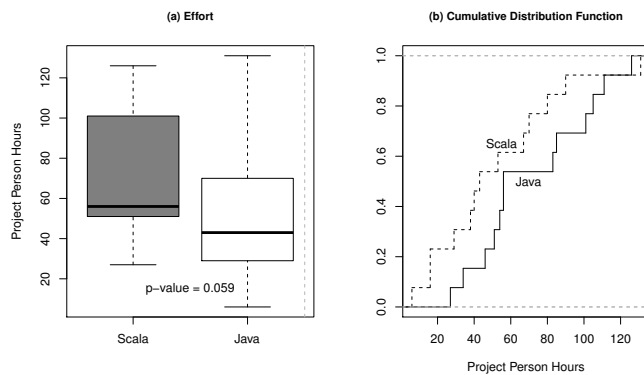 (a) Effort
Project Person Hours
20
40
60
80
100
120
p−value = 0.059
Scala
Java
(b) Cumulative Distribution Function
0.0
0.2
0.4
0.6
0.8
1.0
Scala
Java
20
40
60
80
100
120
Project Person Hours